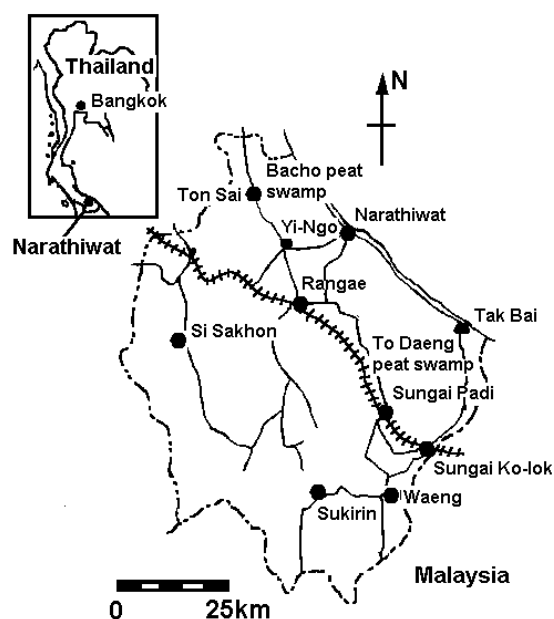 Thailand
Bangkok
Narathiwat
N
Bacho peat
swamp
Ton Sai
Yi-Ngo
Narathiwat
Rangae
Tak Bai
Si Sakhon
To Daeng
peat swamp
Sungai Padi
Sungai Ko-lok
Sukirin
Waeng
Malaysia
0 25km